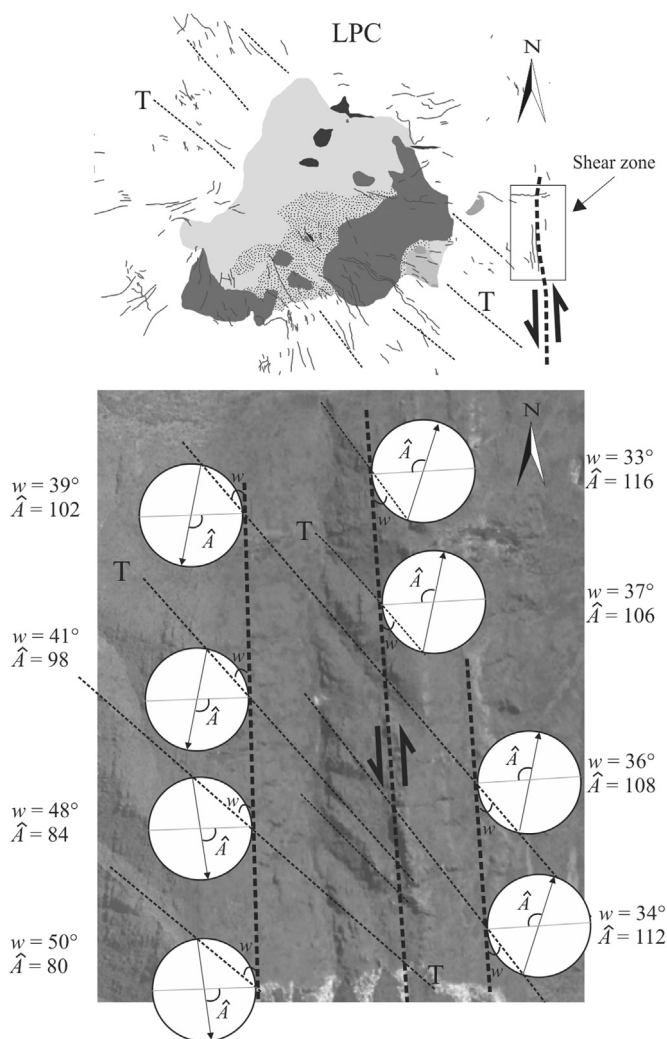 LPC
N
T
Shear zone
T
N
w = 39°
Â = 102
w
Â
Â
w
w = 33°
Â = 116
T
T
Â
w
w = 37°
Â = 106
w = 41°
Â = 98
w
Â
w = 48°
Â = 84
w
Â
Â
w
w = 36°
Â = 108
w = 50°
Â = 80
w
Â
T
Â
w
w = 34°
Â = 112